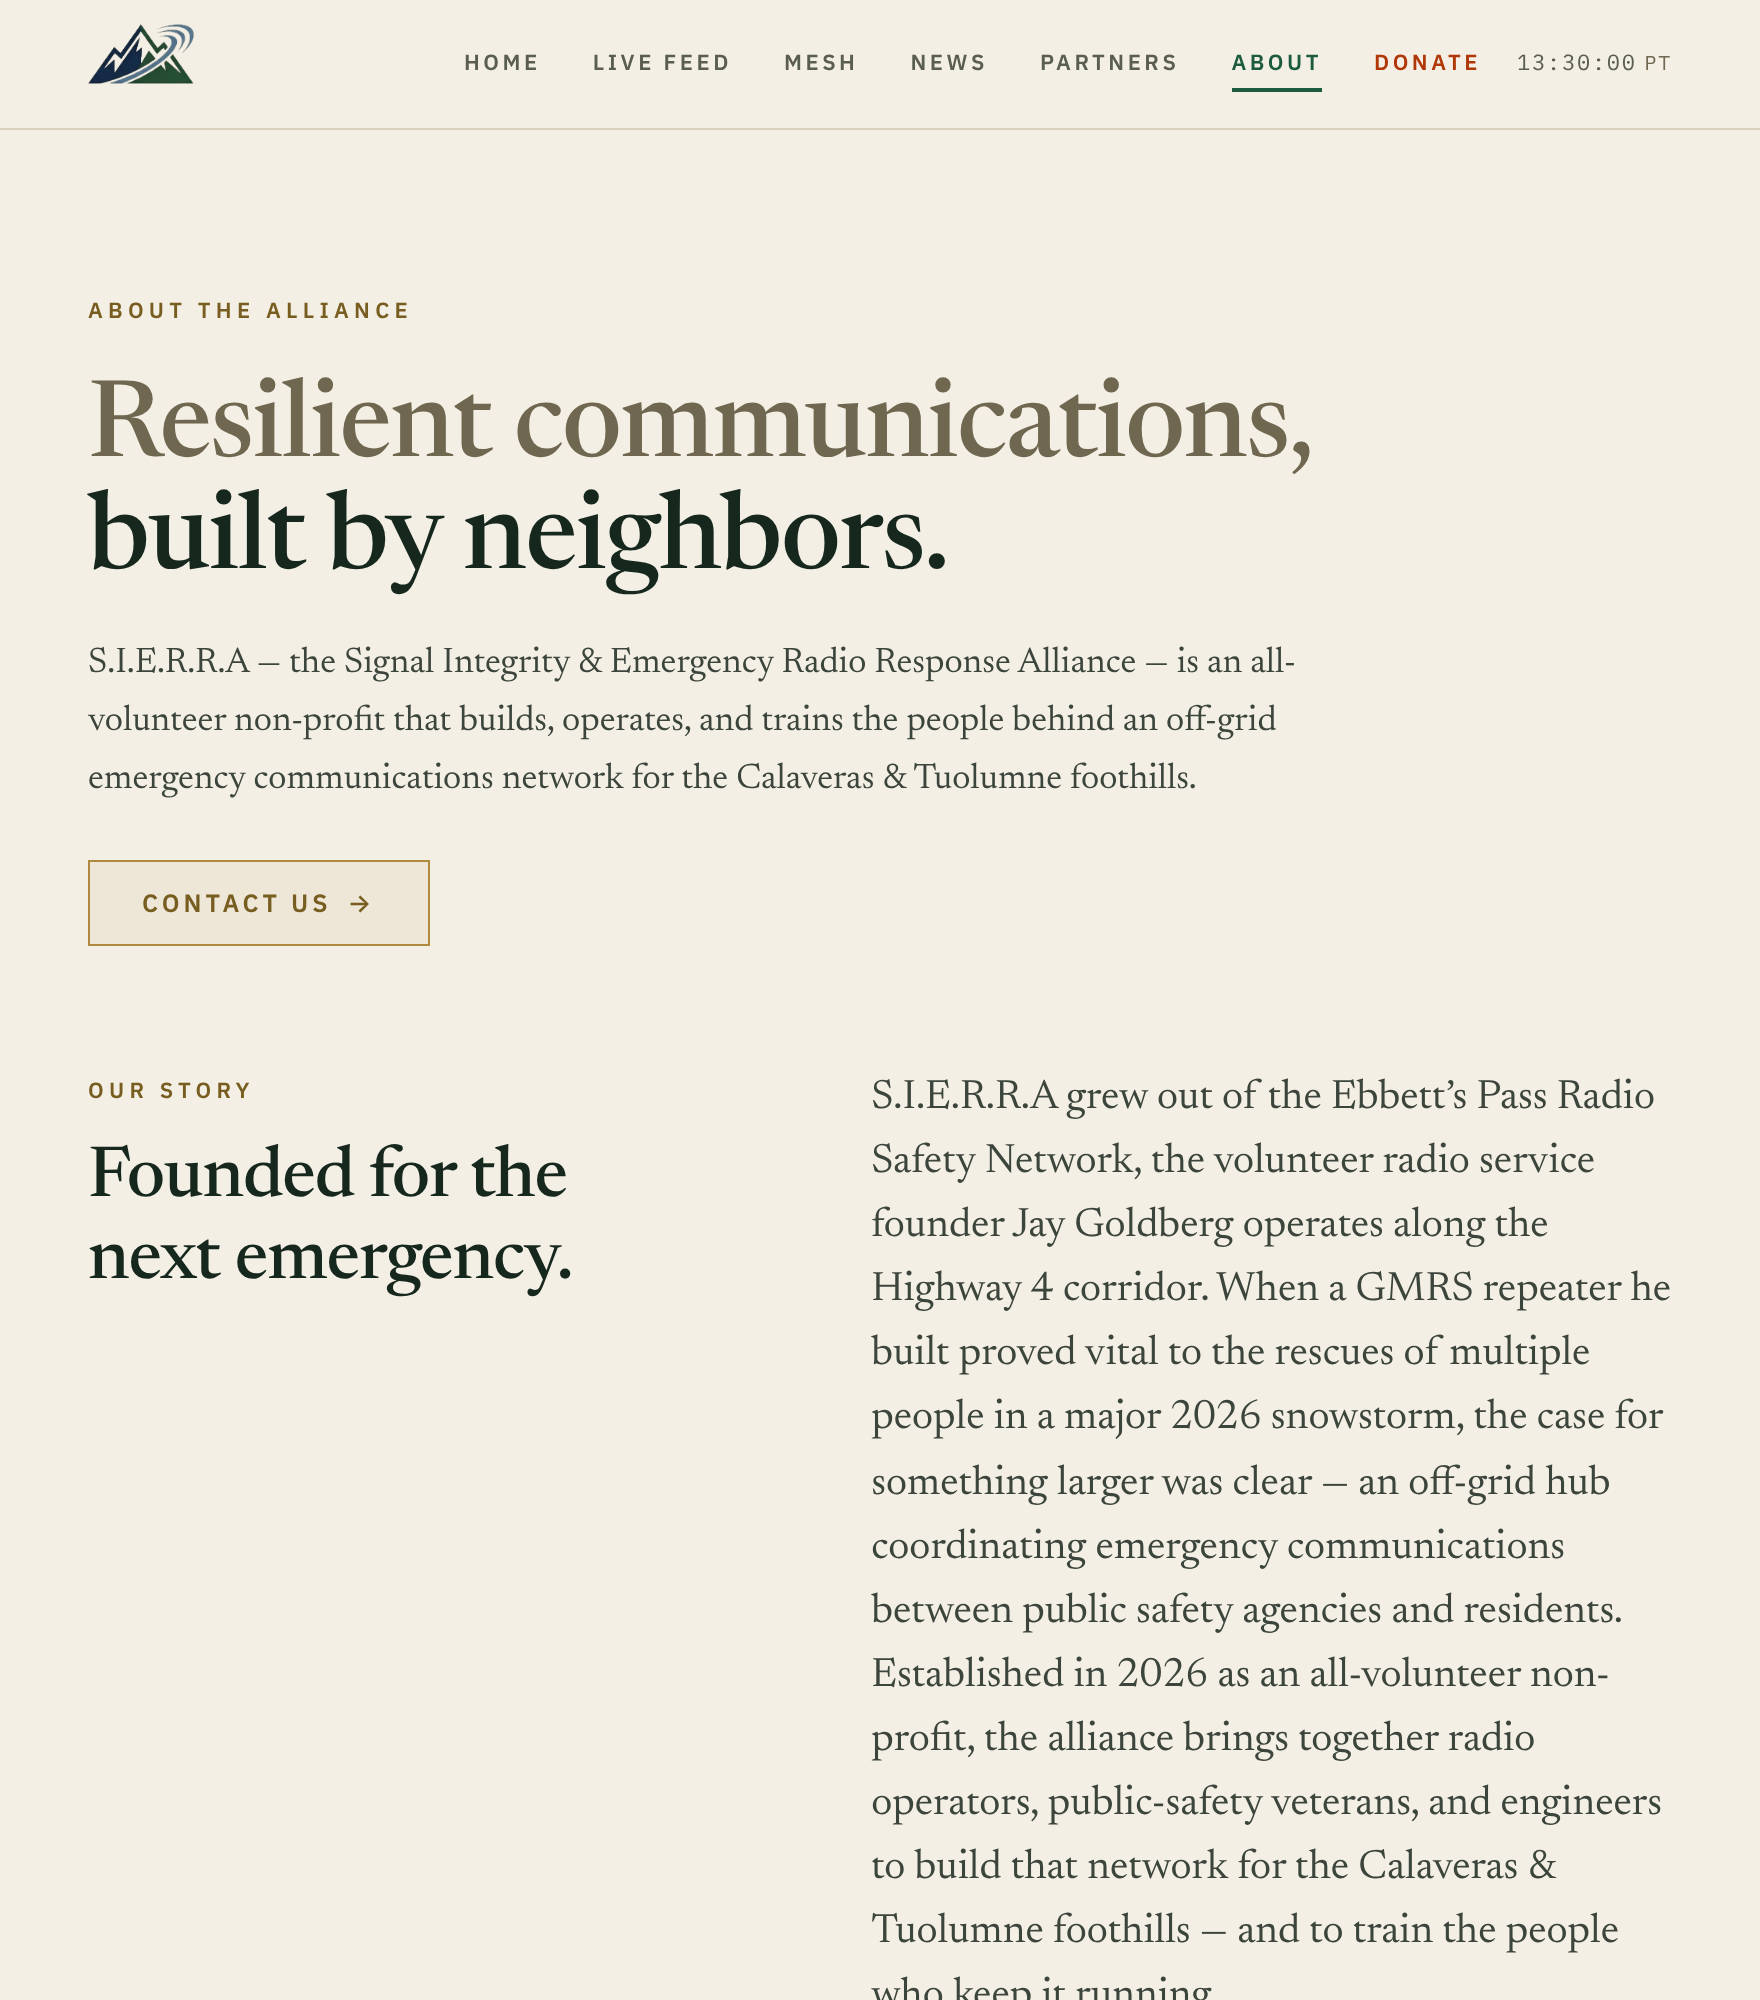 HOME LIVE FEED MESH NEWS PARTNERS ABOUT DONATE 13:30:00 PT
ABOUT THE ALLIANCE
Resilient communications,
built by neighbors.
S.I.E.R.R.A – the Signal Integrity & Emergency Radio Response Alliance – is an all-
volunteer non-profit that builds, operates, and trains the people behind an off-grid
emergency communications network for the Calaveras & Tuolumne foothills.
CONTACT US →
OUR STORY
Founded for the
next emergency.
S.I.E.R.R.A grew out of the Ebbett’s Pass Radio
Safety Network, the volunteer radio service
founder Jay Goldberg operates along the
Highway 4 corridor. When a GMRS repeater he
built proved vital to the rescues of multiple
people in a major 2026 snowstorm, the case for
something larger was clear – an off-grid hub
coordinating emergency communications
between public safety agencies and residents.
Established in 2026 as an all-volunteer non-
profit, the alliance brings together radio
operators, public-safety veterans, and engineers
to build that network for the Calaveras &
Tuolumne foothills – and to train the people
who keep it running.